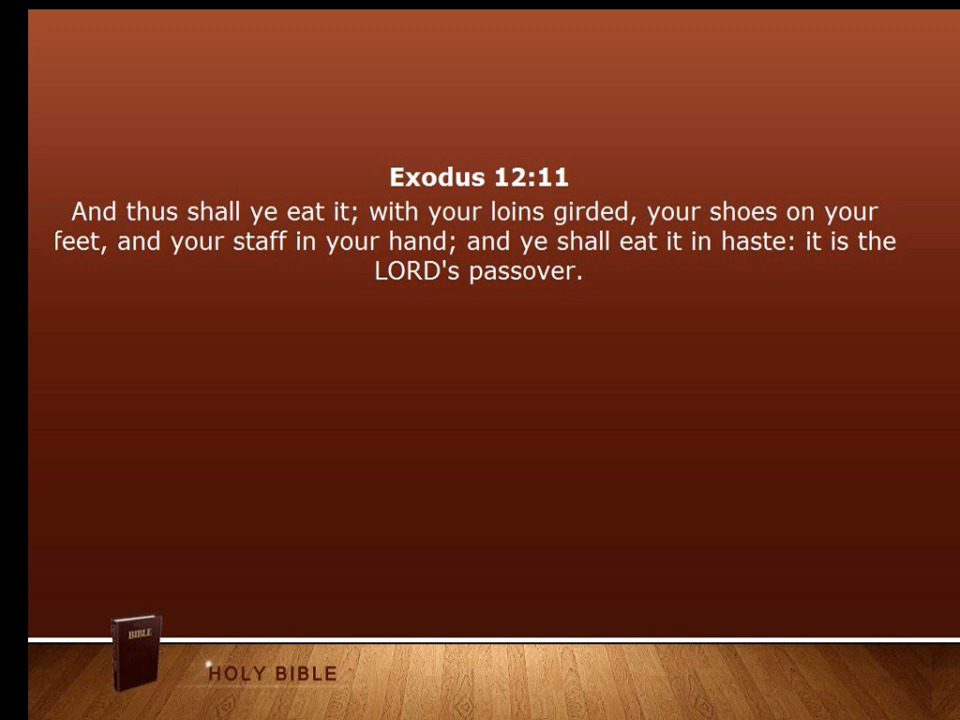 Exodus 12:11
And thus shall ye eat it; with your loins girded, your shoes on your
feet, and your staff in your hand; and ye shall eat it in haste: it is the
LORD's passover.
BIBLE
HOLY BIBLE